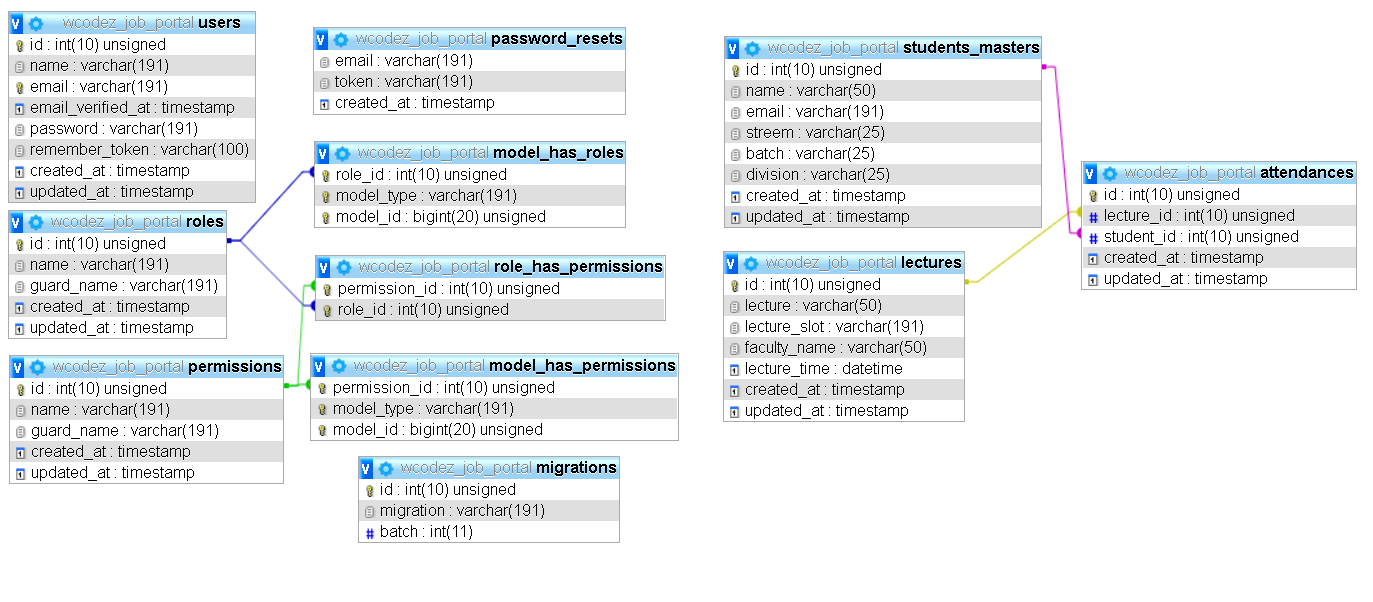 wcodez_job_portal users
id : int(10) unsigned
name : varchar(191)
email : varchar(191)
email_verified_at : timestamp
password : varchar(191)
remember_token : varchar(100)
created_at : timestamp
updated_at : timestamp
wcodez_job_portal roles
id : int(10) unsigned
name : varchar(191)
guard_name : varchar(191)
created_at : timestamp
updated_at : timestamp
wcodez_job_portal permissions
id : int(10) unsigned
name : varchar(191)
guard_name : varchar(191)
created_at : timestamp
updated_at : timestamp
wcodez_job_portal password_resets
email : varchar(191)
token : varchar(191)
created_at : timestamp
wcodez_job_portal model_has_roles
role_id : int(10) unsigned
model_type : varchar(191)
model_id : bigint(20) unsigned
wcodez_job_portal role_has_permissions
permission_id : int(10) unsigned
role_id : int(10) unsigned
wcodez_job_portal model_has_permissions
permission_id : int(10) unsigned
model_type : varchar(191)
model_id : bigint(20) unsigned
wcodez_job_portal migrations
id : int(10) unsigned
migration : varchar(191)
batch : int(11)
wcodez_job_portal students_masters
id : int(10) unsigned
name : varchar(50)
email : varchar(191)
streem : varchar(25)
batch : varchar(25)
division : varchar(25)
created_at : timestamp
updated_at : timestamp
wcodez_job_portal lectures
id : int(10) unsigned
lecture : varchar(50)
lecture_slot : varchar(191)
faculty_name : varchar(50)
lecture_time : datetime
created_at : timestamp
updated_at : timestamp
wcodez_job_portal attendances
id : int(10) unsigned
lecture_id : int(10) unsigned
student_id : int(10) unsigned
created_at : timestamp
updated_at : timestamp